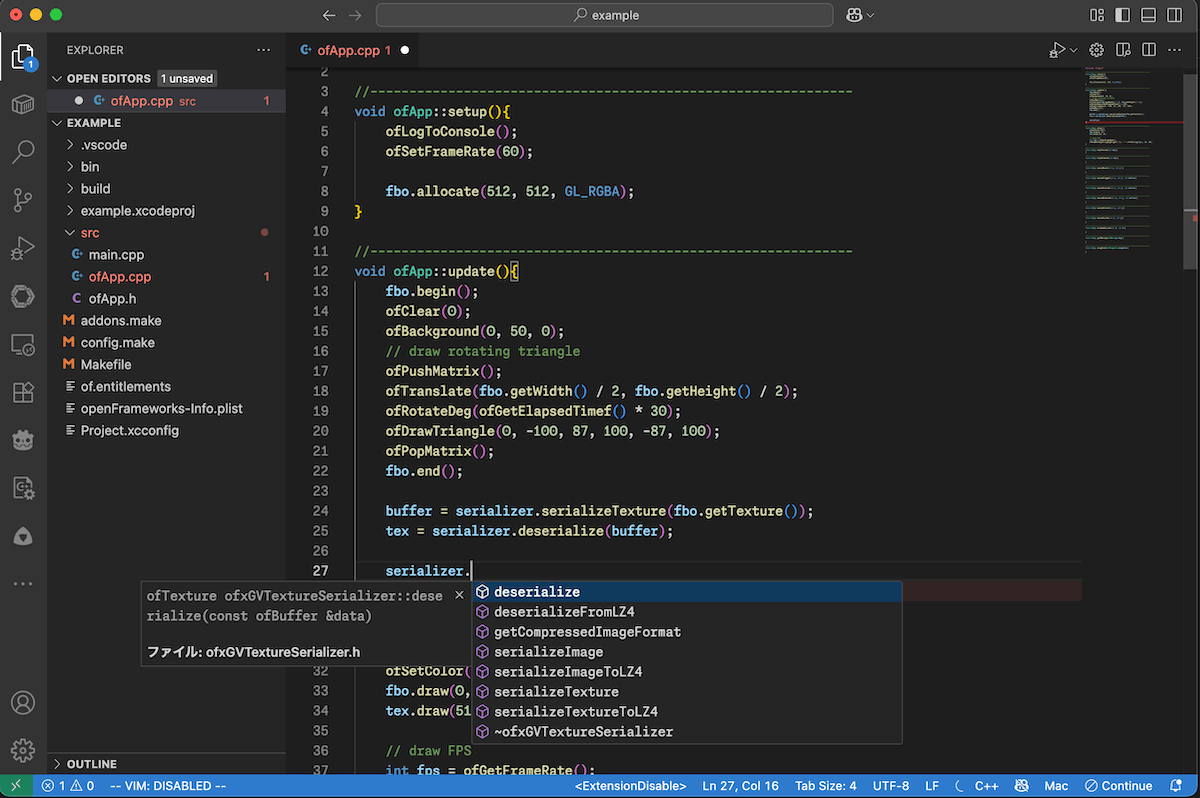 example
EXPLORER
OPEN EDITORS 1 unsaved
ofApp.cpp src 1
EXAMPLE
.vscode
bin
build
example.xcodeproj
src
main.cpp
ofApp.cpp 1
ofApp.h
addons.make
config.make
Makefile
of.entitlements
openFrameworks-Info.plist
Project.xcconfig
OUTLINE
1
ofApp.cpp 1
2
3 //--------------------------------------------------------------
4 void ofApp::setup(){
5 ofLogToConsole();
6 ofSetFrameRate(60);
7
8 fbo.allocate(512, 512, GL_RGBA);
9 }
10
11 //--------------------------------------------------------------
12 void ofApp::update(){
13 fbo.begin();
14 ofClear(0);
15 ofBackground(0, 50, 0);
16 // draw rotating triangle
17 ofPushMatrix();
18 ofTranslate(fbo.getWidth() / 2, fbo.getHeight() / 2);
19 ofRotateDeg(ofGetElapsedTimef() * 30);
20 ofDrawTriangle(0, -100, 87, 100, -87, 100);
21 ofPopMatrix();
22 fbo.end();
23
24 buffer = serializer.serializeTexture(fbo.getTexture());
25 tex = serializer.deserialize(buffer);
26
27 serializer.
ofTexture ofxGVTextureSerializer::dese
rialize(const ofBuffer &data)
ファイル: ofxGVTextureSerializer.h
deserialize
deserializeFromLZ4
getCompressedImageFormat
serializeImage
serializeImageToLZ4
serializeTexture
serializeTextureToLZ4
~ofxGVTextureSerializer
32 ofSetColor(
33 fbo.draw(0,
34 tex.draw(51
35
36 // draw FPS
37 int fps = ofGetFrameRate();
1 0 -- VIM: DISABLED -- <ExtensionDisable> Ln 27, Col 16 Tab Size: 4 UTF-8 LF C++ Mac Continue